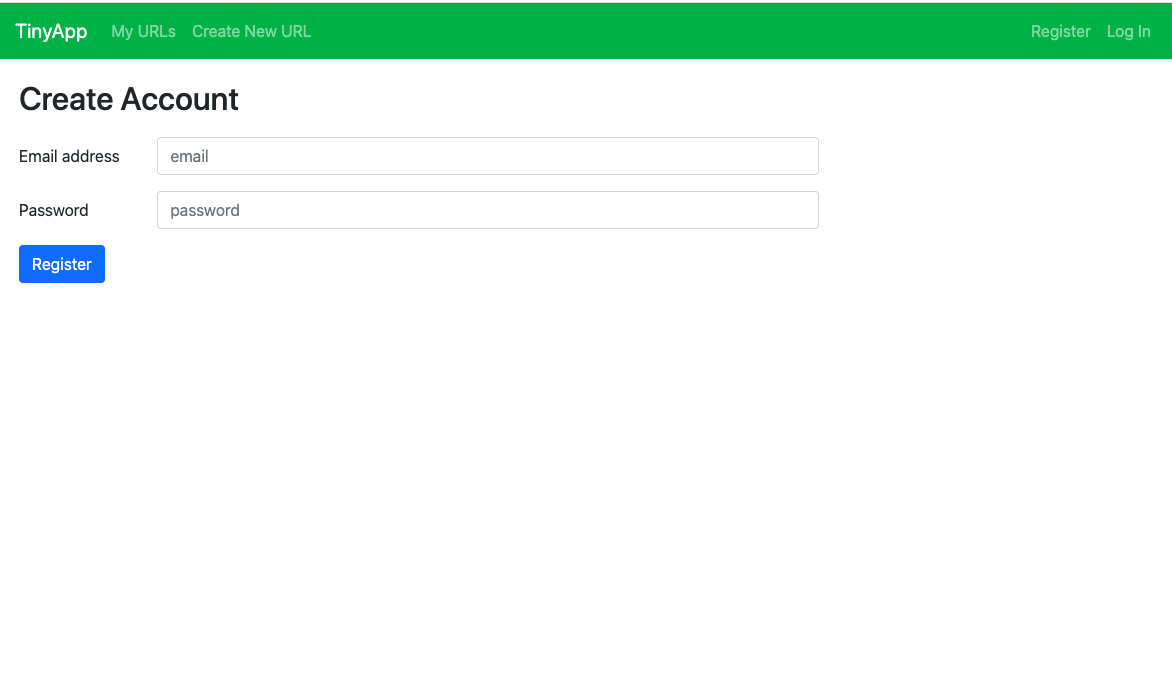 TinyApp My URLs Create New URL Register Log In
Create Account
Email address email
Password password
Register